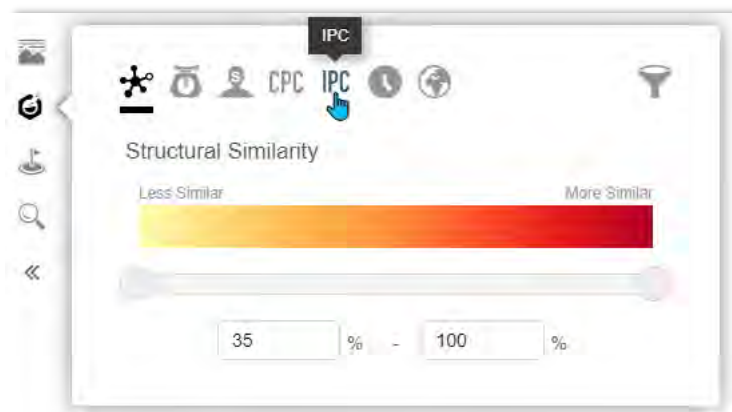 IPC
CPC IPC
Structural Similarity
Less Similar More Similar
35 % - 100 %